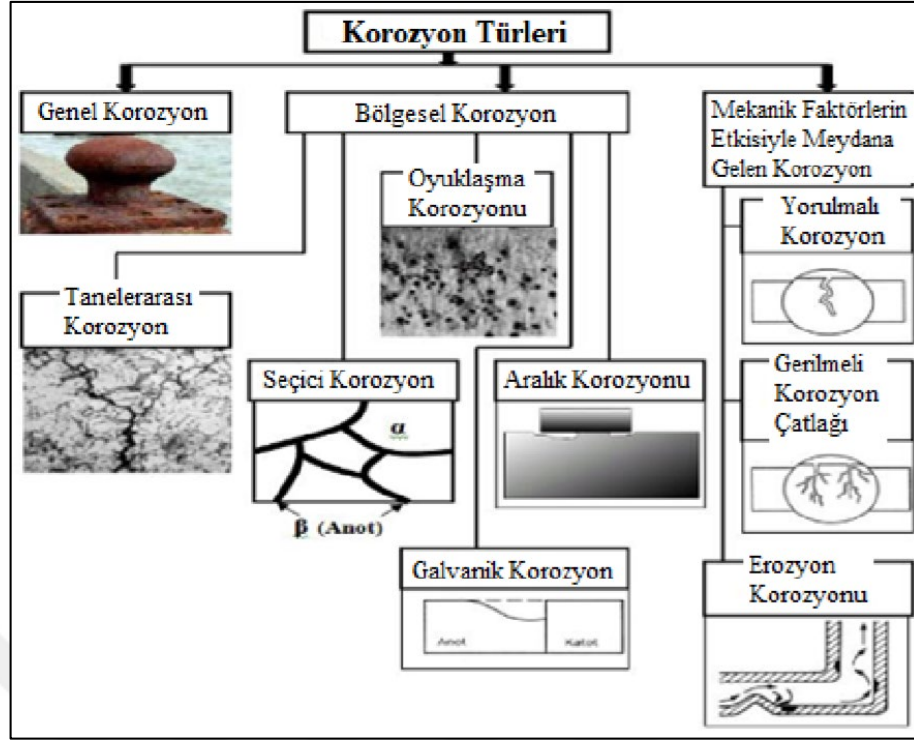 Korozyon Türleri
Genel Korozyon
Bölgesel Korozyon
Mekanik Faktörlerin
Etkisiyle Meydana
Gelen Korozyon
Oyuklaşma
Korozyonu
Yorulmalı
Korozyon
Tanelerarası
Korozyon
Seçici Korozyon
α
β (Anot)
Aralık Korozyonu
Gerilmeli
Korozyon
Çatlağı
Galvanik Korozyon
Anot
Katot
Erozyon
Korozyonu